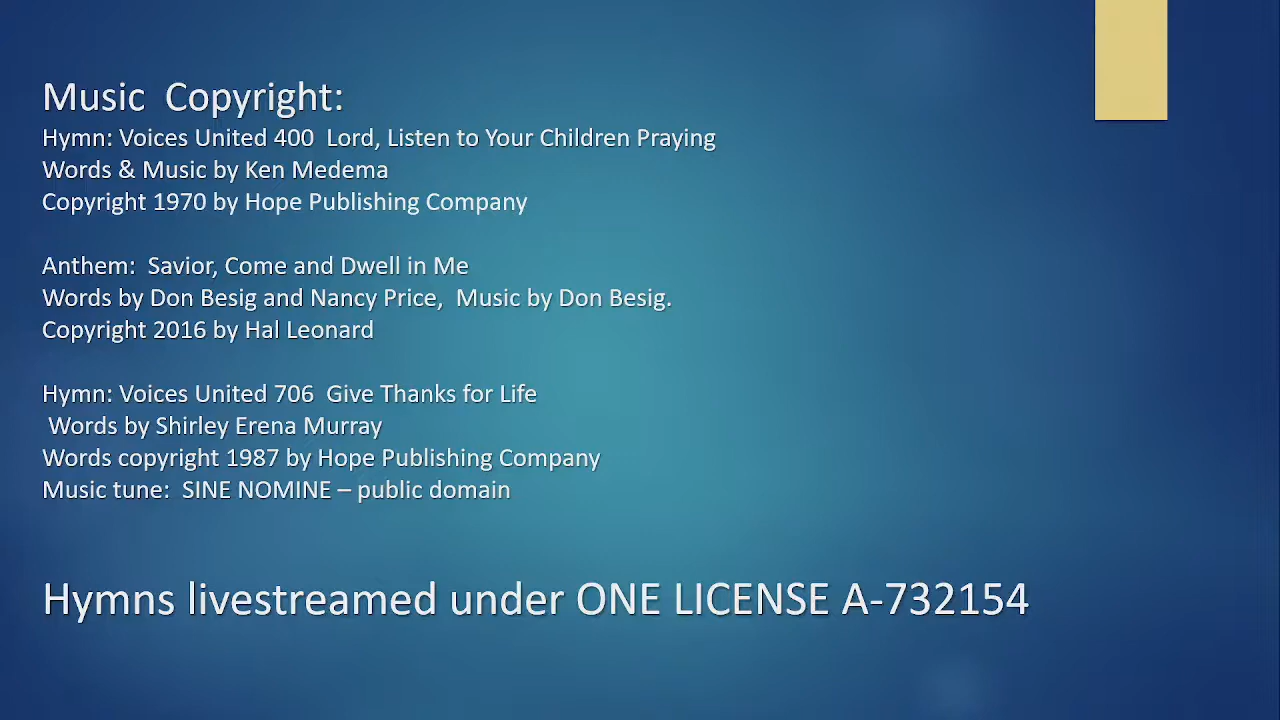 Music  Copyright:
Hymn: Voices United 400  Lord, Listen to Your Children Praying
Words & Music by Ken Medema
Copyright 1970 by Hope Publishing Company
Anthem:  Savior, Come and Dwell in Me
Words by Don Besig and Nancy Price,  Music by Don Besig.
Copyright 2016 by Hal Leonard
Hymn: Voices United 706  Give Thanks for Life
Words by Shirley Erena Murray
Words copyright 1987 by Hope Publishing Company
Music tune:  SINE NOMINE – public domain
Hymns livestreamed under ONE LICENSE A-732154